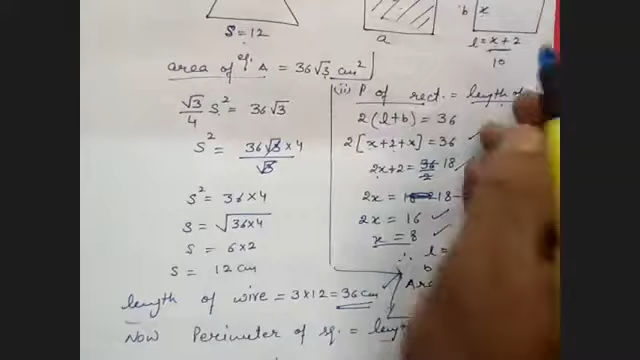 S = 12
a
b
x
l = x + 2
10
area of eq. Δ = 36√3 cm²
√3/4 S² = 36√3
S² = 36√3 × 4 / √3
S² = 36 × 4
S = √36×4
S = 6 × 2
S = 12 cm
length of wire = 3 × 12 = 36 cm
Now Perimeter of sq. =
(ii) P of rect. = length of
2(l + b) = 36
2[x + 2 + x] = 36
2x + 2 = 36/2 18
2x = 18 -
2x = 16
x = 8
∴ l =
b
Are